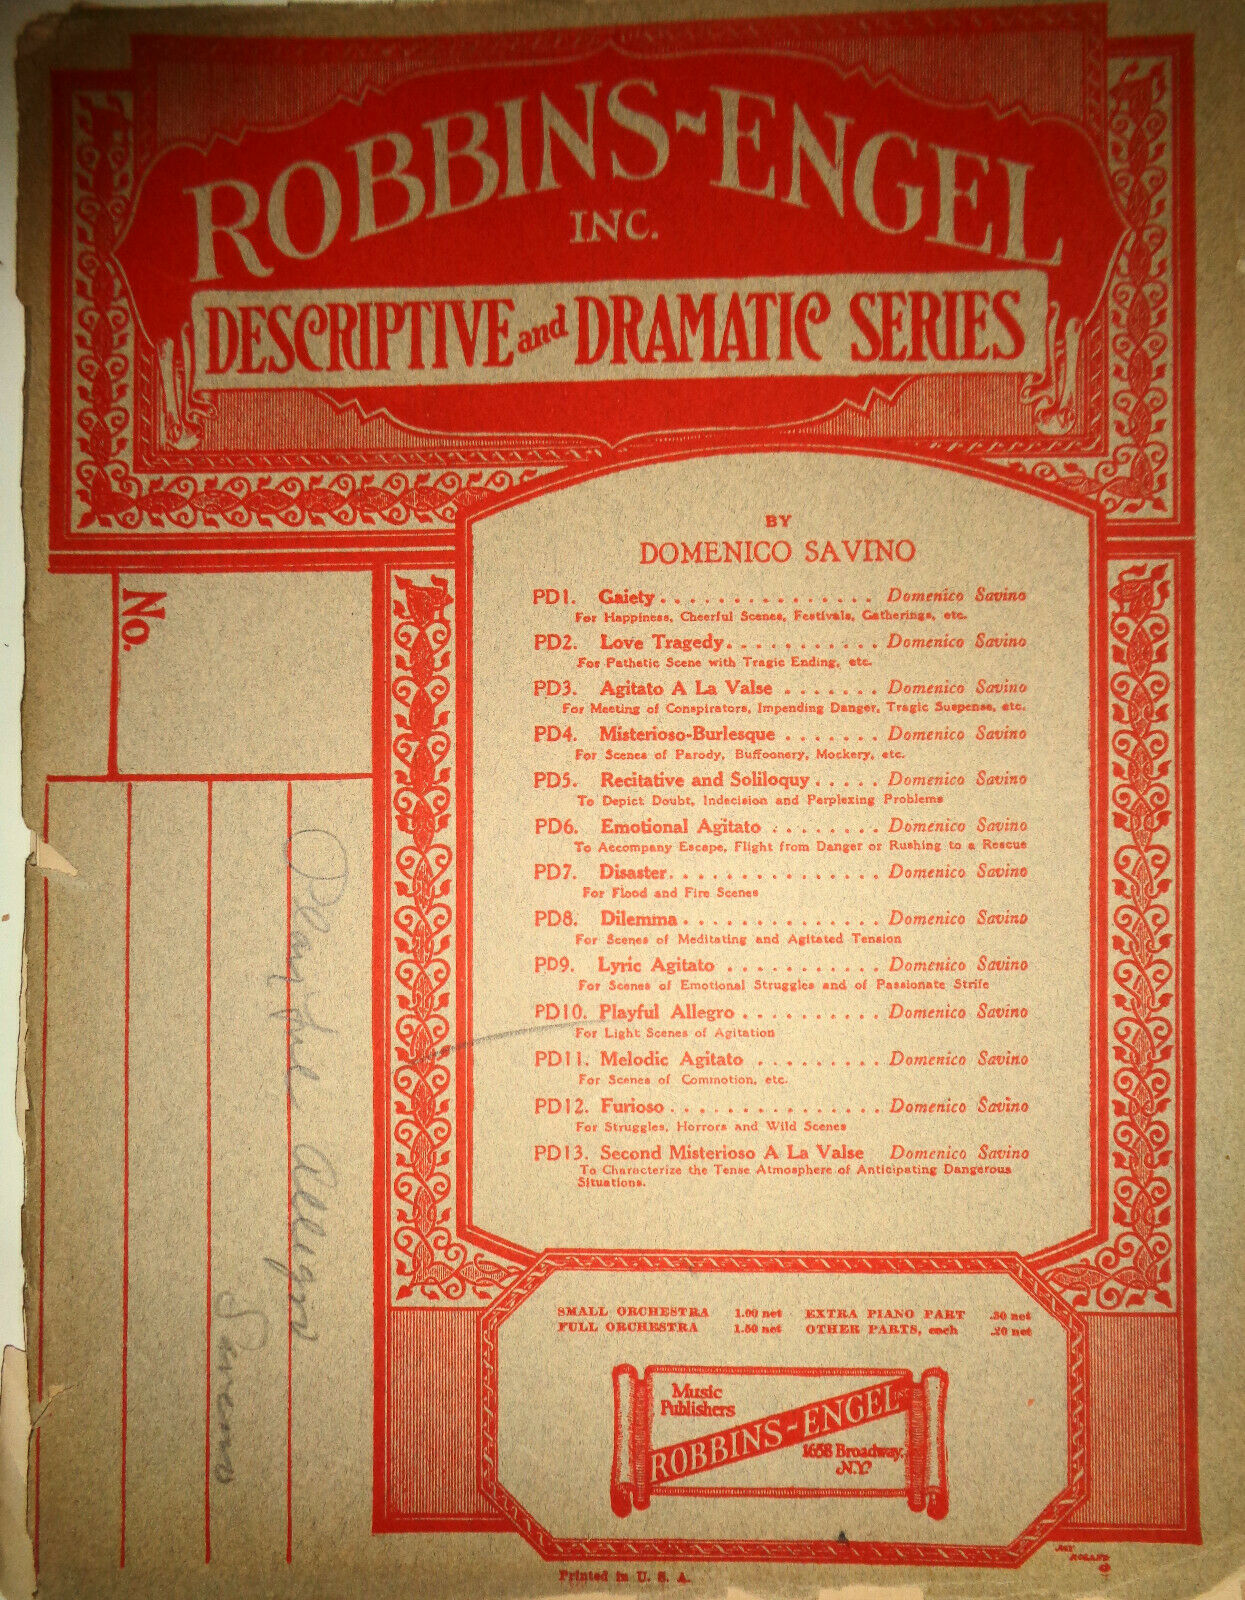 ROBBINS-ENGEL
INC.
DESCRIPTIVE and DRAMATIC SERIES
BY
DOMENICO SAVINO
PD1. Gaiety . . . . . . . . . . . . . . . Domenico Savino
For Happiness, Cheerful Scenes, Festivals, Gatherings, etc.
PD2. Love Tragedy . . . . . . . . . . . Domenico Savino
For Pathetic Scene with Tragic Ending, etc.
PD3. Agitato A La Valse . . . . . . . Domenico Savino
For Meeting of Conspirators, Impending Danger, Tragic Suspense, etc.
PD4. Misterioso-Burlesque . . . . . . . Domenico Savino
For Scenes of Parody, Buffoonery, Mockery, etc.
PD5. Recitative and Soliloquy . . . . . Domenico Savino
To Depict Doubt, Indecision and Perplexing Problems
PD6. Emotional Agitato . . . . . . . . Domenico Savino
To Accompany Escape, Flight from Danger or Rushing to a Rescue
PD7. Disaster . . . . . . . . . . . . . . . Domenico Savino
For Flood and Fire Scenes
PD8. Dilemma . . . . . . . . . . . . . . Domenico Savino
For Scenes of Meditating and Agitated Tension
PD9. Lyric Agitato . . . . . . . . . . . Domenico Savino
For Scenes of Emotional Struggles and of Passionate Strife
PD10. Playful Allegro . . . . . . . . . . Domenico Savino
For Light Scenes of Agitation
PD11. Melodic Agitato . . . . . . . . . Domenico Savino
For Scenes of Commotion, etc.
PD12. Furioso . . . . . . . . . . . . . . . Domenico Savino
For Struggles, Horrors and Wild Scenes
PD13. Second Misterioso A La Valse Domenico Savino
To Characterize the Tense Atmosphere of Anticipating Dangerous
Situations.
No.
Playful Allegro
Saveino
SMALL ORCHESTRA 1.00 net EXTRA PIANO PART .30 net
FULL ORCHESTRA 1.50 net OTHER PARTS, each .20 net
Music
Publishers
ROBBINS-ENGEL INC.
1658 Broadway,
N.Y.
Printed in U. S. A.